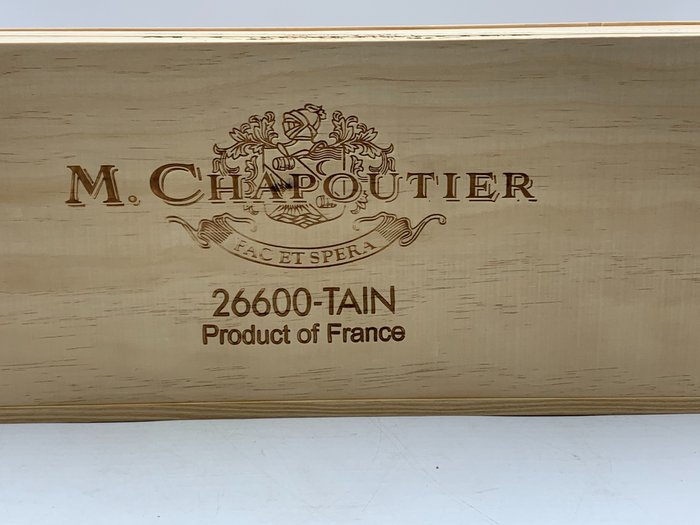 M. CHAPOUTIER
FAC ET SPERA
26600-TAIN
Product of France